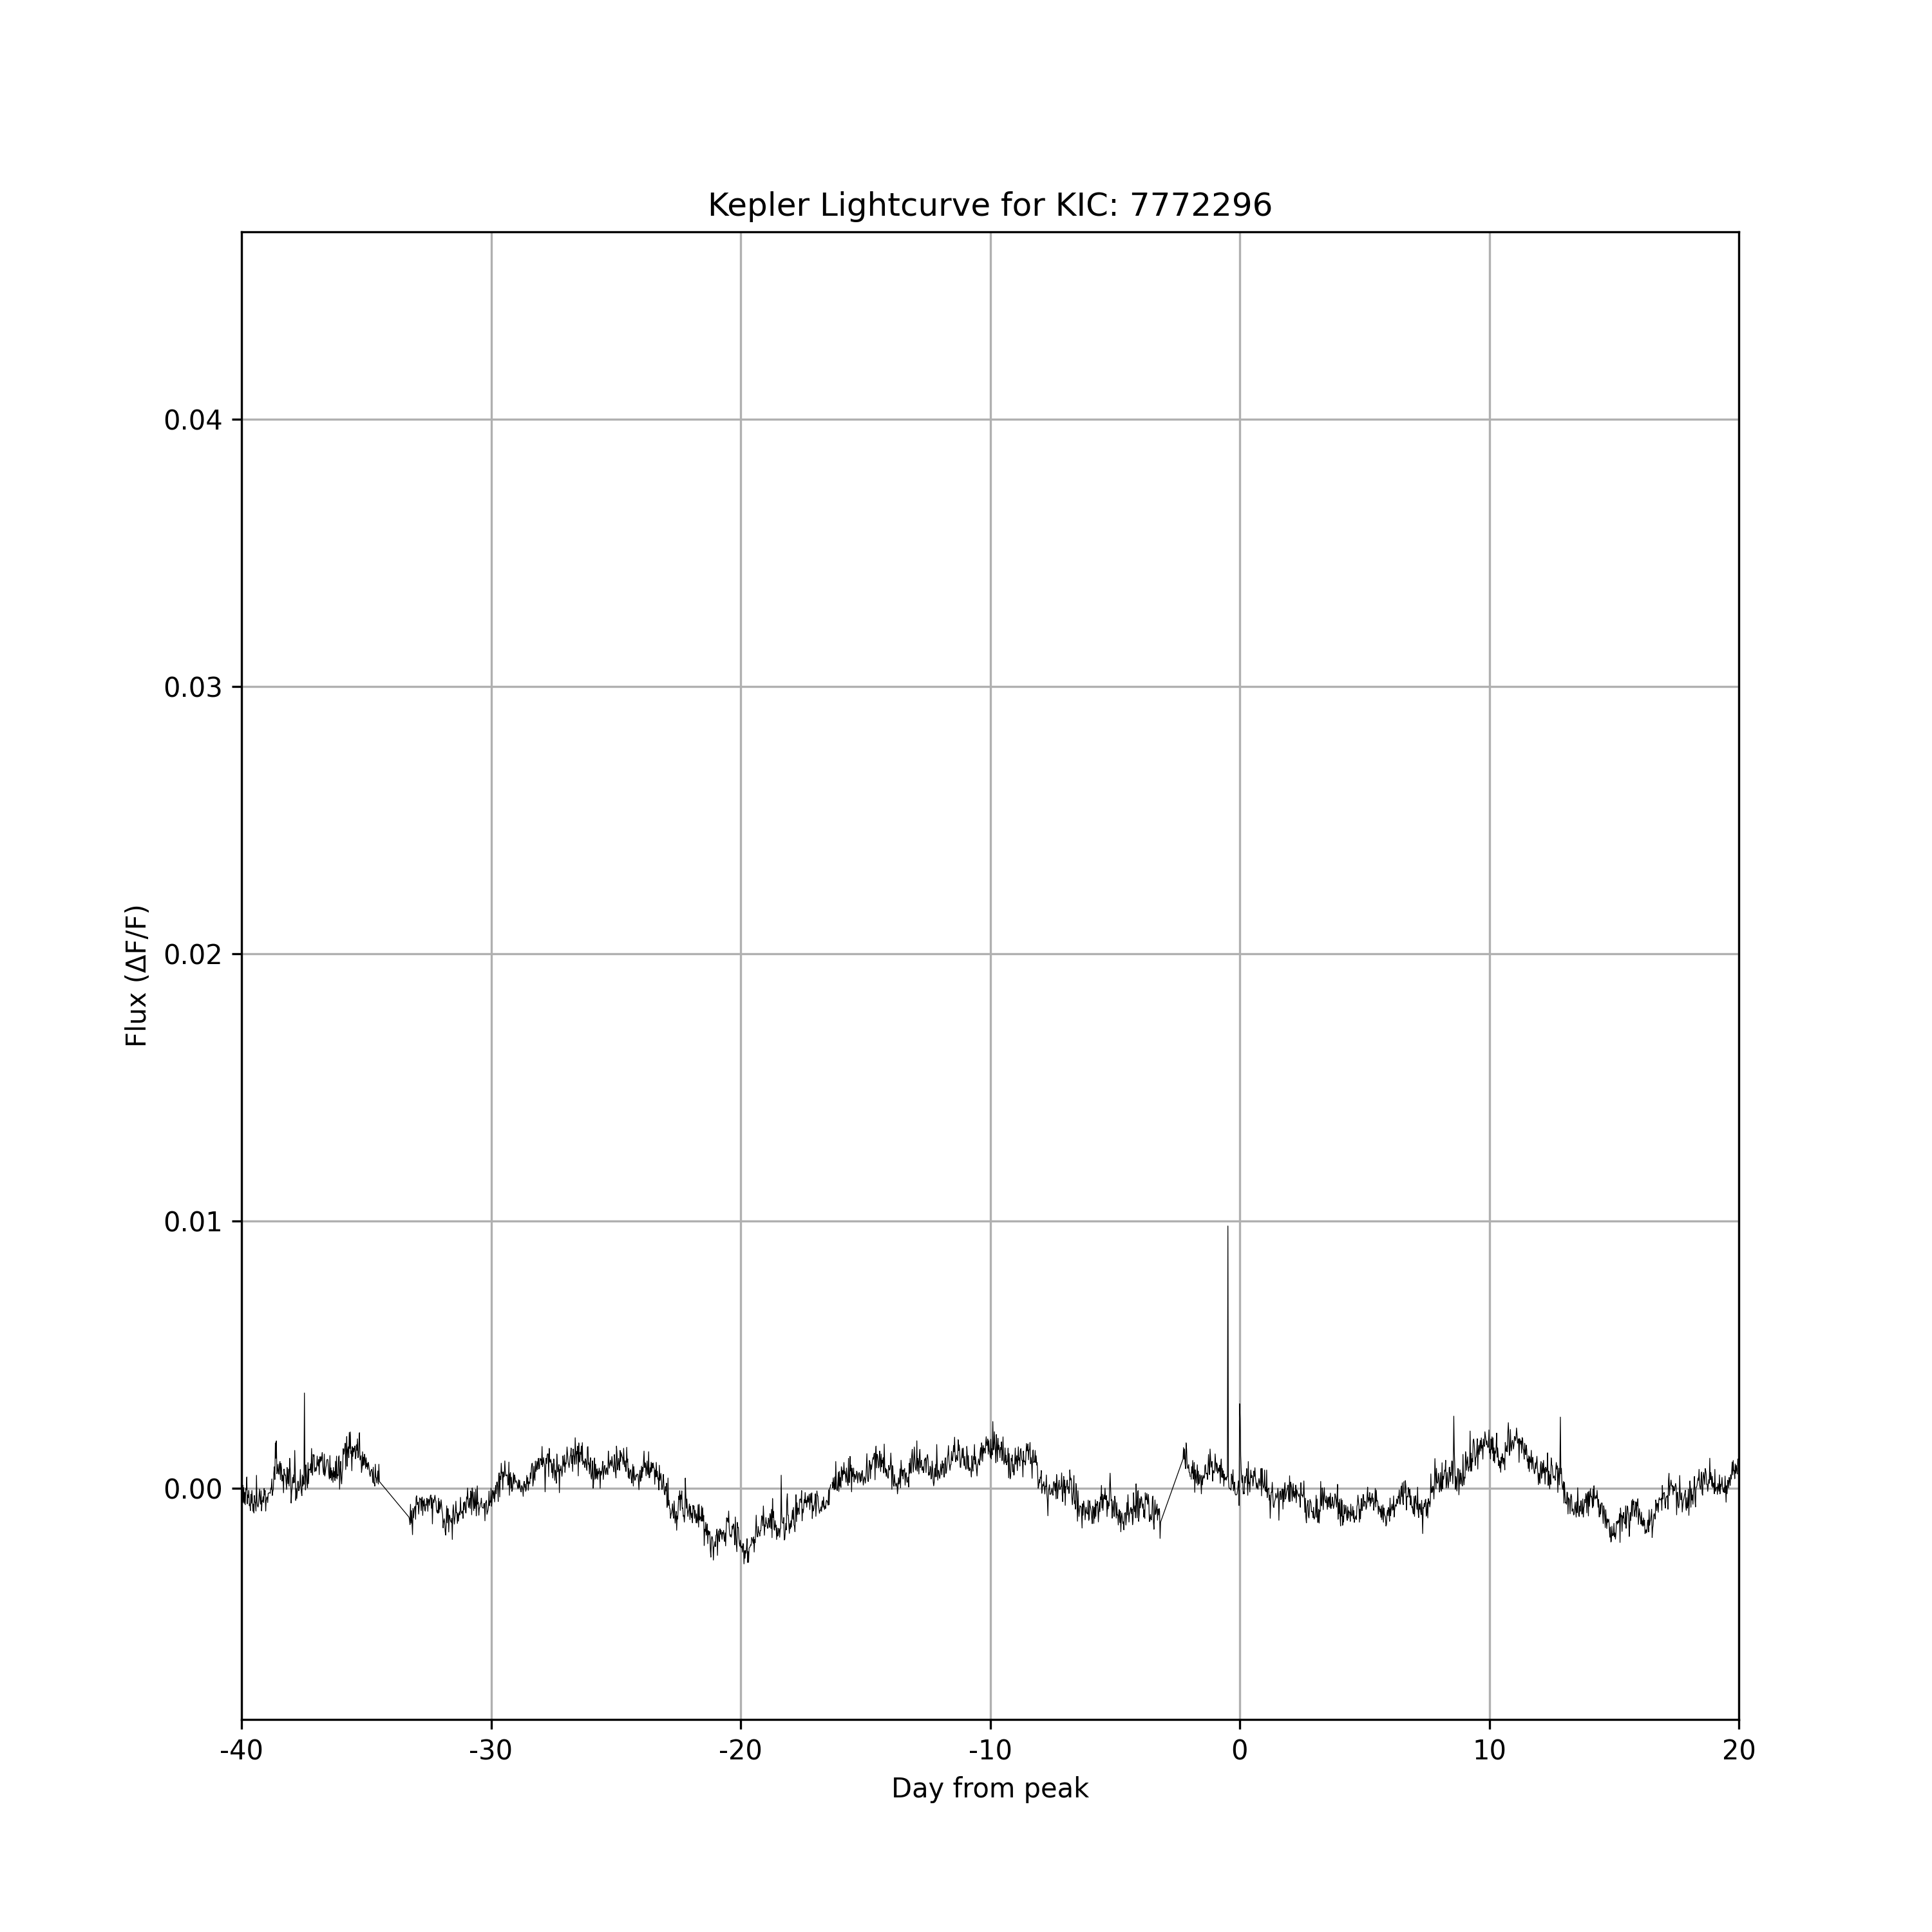 Kepler Lightcurve for KIC: 7772296
0.04
0.03
0.02
0.01
0.00
Flux (ΔF/F)
-40 -30 -20 -10 0 10 20
Day from peak